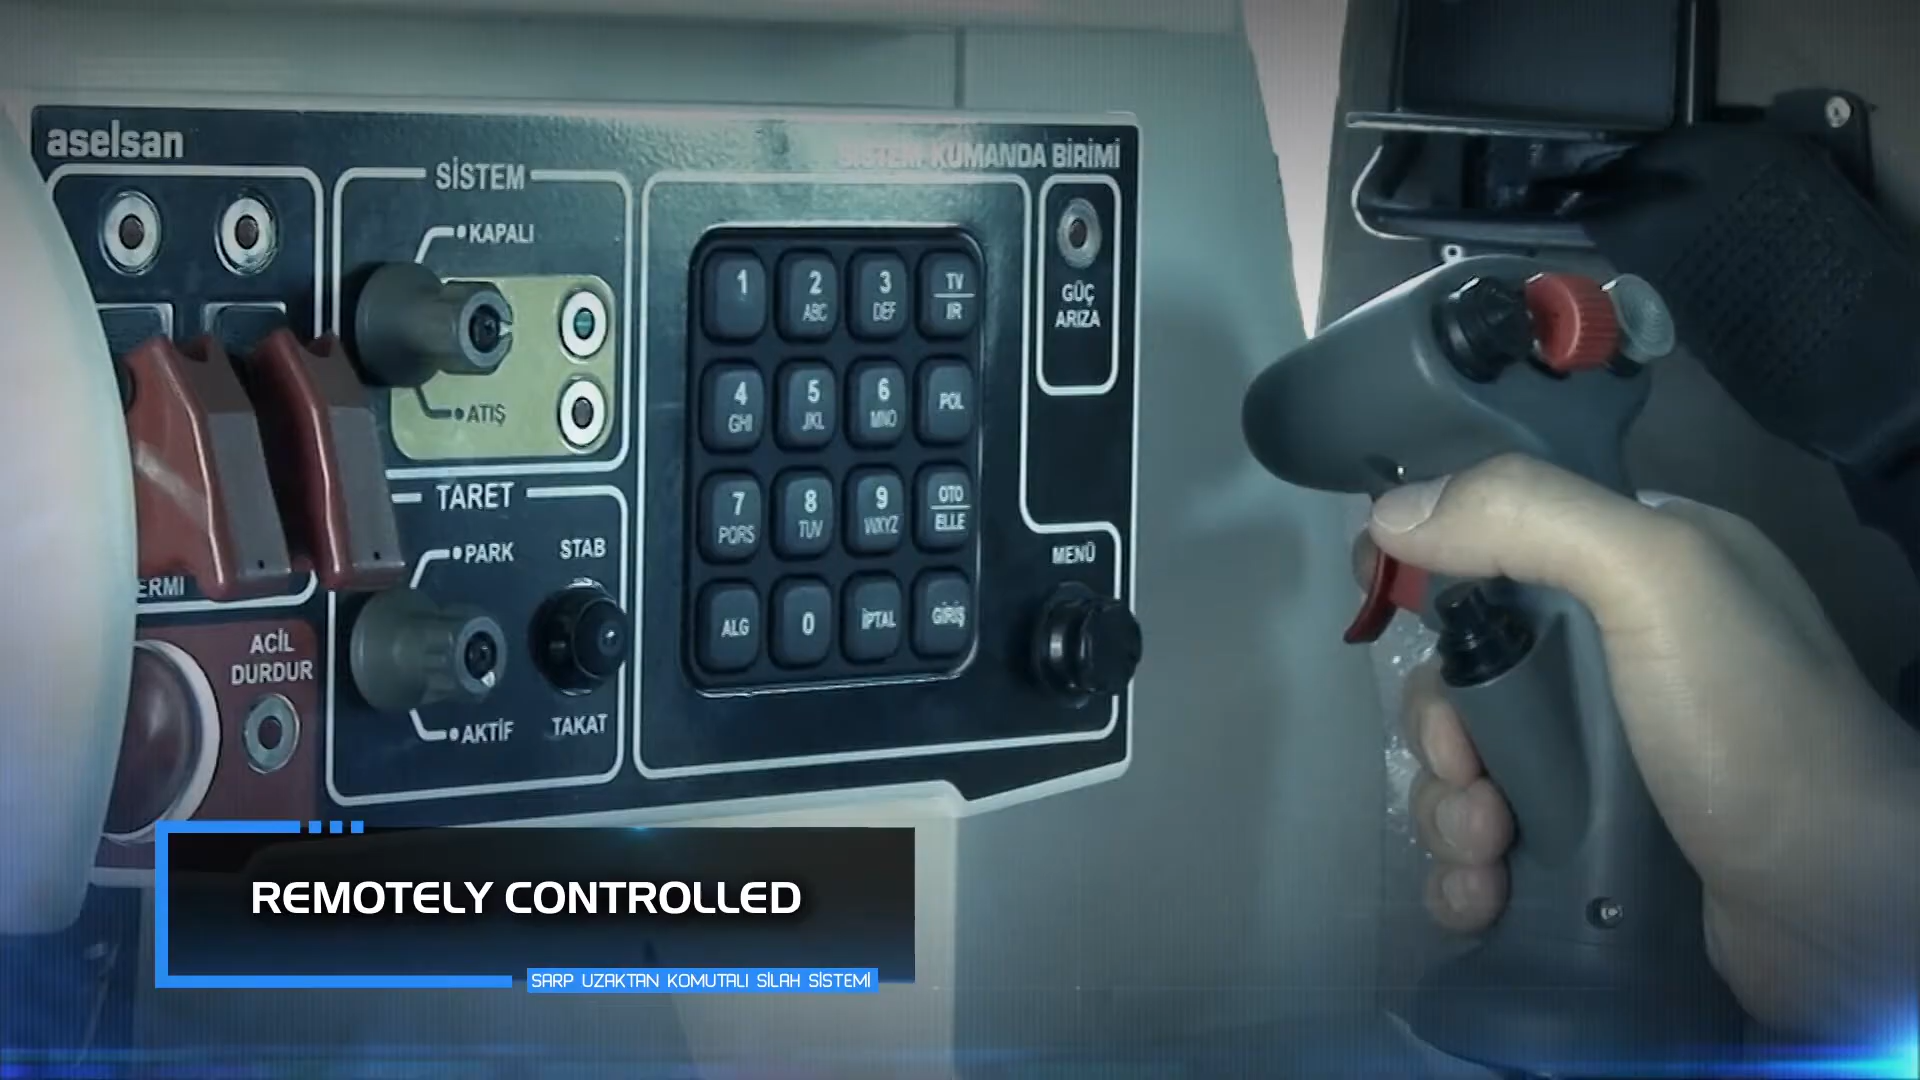 aselsan
SİSTEM KUMANDA BİRİMİ
SİSTEM
KAPALI
ATIŞ
GÜÇ
ARIZA
1
2
ABC
3
DEF
TV
IR
4
GHI
5
JKL
6
MNO
POL
7
PQRS
8
TUV
9
WXYZ
OTO
ELLE
ALG
0
İPTAL
GİRİŞ
MENÜ
TARET
PARK
STAB
AKTİF
TAKAT
ACİL
DURDUR
REMOTELY CONTROLLED
SARP UZAKTAN KOMUTALI SİLAH SİSTEMİ